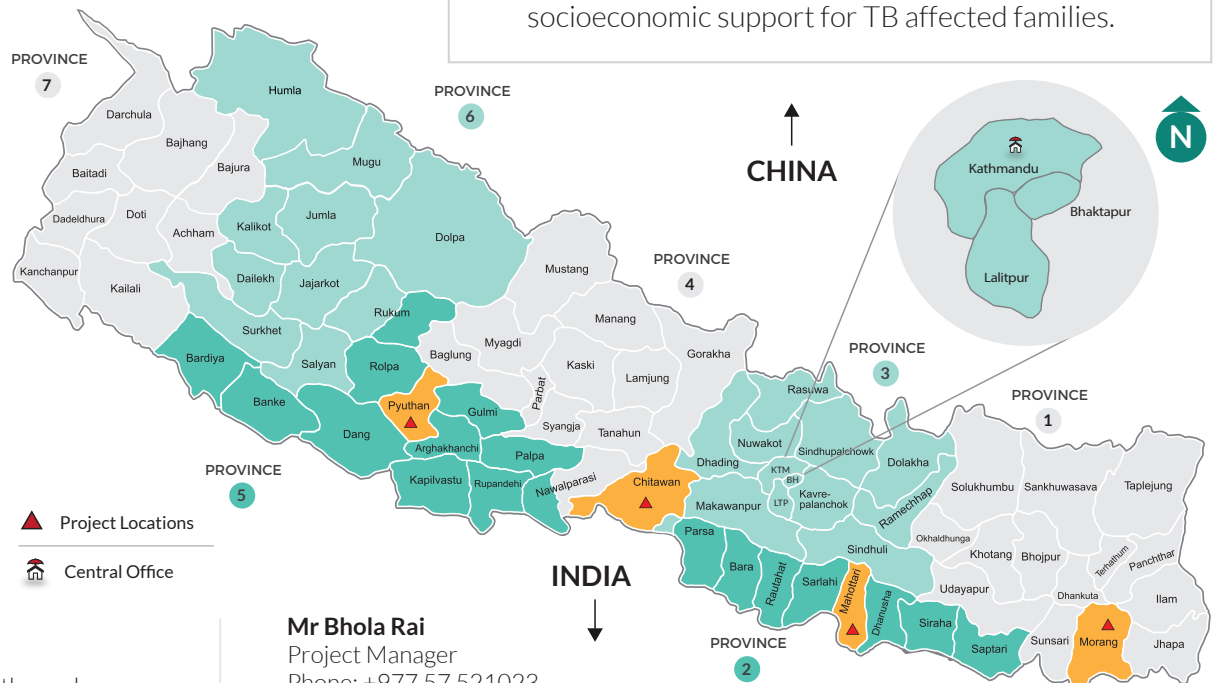 socioeconomic support for TB affected families.
PROVINCE
7
Humla
PROVINCE
6
Darchula
Bajhang
Bajura
Baitadi
Mugu
CHINA
N
Kathmandu
Bhaktapur
Lalitpur
Dadeldhura
Doti
Achham
Kalikot
Jumla
Dolpa
Kanchanpur
Kailali
Dailekh
Jajarkot
Mustang
PROVINCE
4
Rukum
Manang
Surkhet
Myagdi
Baglung
Gorakha
Bardiya
Salyan
Rolpa
Kaski
Lamjung
Parbat
PROVINCE
3
Rasuwa
PROVINCE
1
Banke
Pyuthan
Gulmi
Syangja
Tanahun
Dang
Arghakhanchi
Palpa
Nuwakot
Sindhupalchowk
Dhading
KTM
BH
LTP
Dolakha
PROVINCE
5
Kapilvastu
Rupandehi
Nawalparasi
Chitawan
Makawanpur
Kavre-
palanchok
Ramechhap
Solukhumbu
Sankhuwasava
Taplejung
Project Locations
Central Office
Parsa
Sindhuli
Okhaldhunga
Khotang
Bhojpur
Terhathum
Panchthar
INDIA
Bara
Rautahat
Sarlahi
Mahottari
Dhanusha
Siraha
Saptari
Udayapur
Dhankuta
Ilam
Sunsari
Morang
Jhapa
PROVINCE
2
Mr Bhola Rai
Project Manager
Phone: +977 57 521023